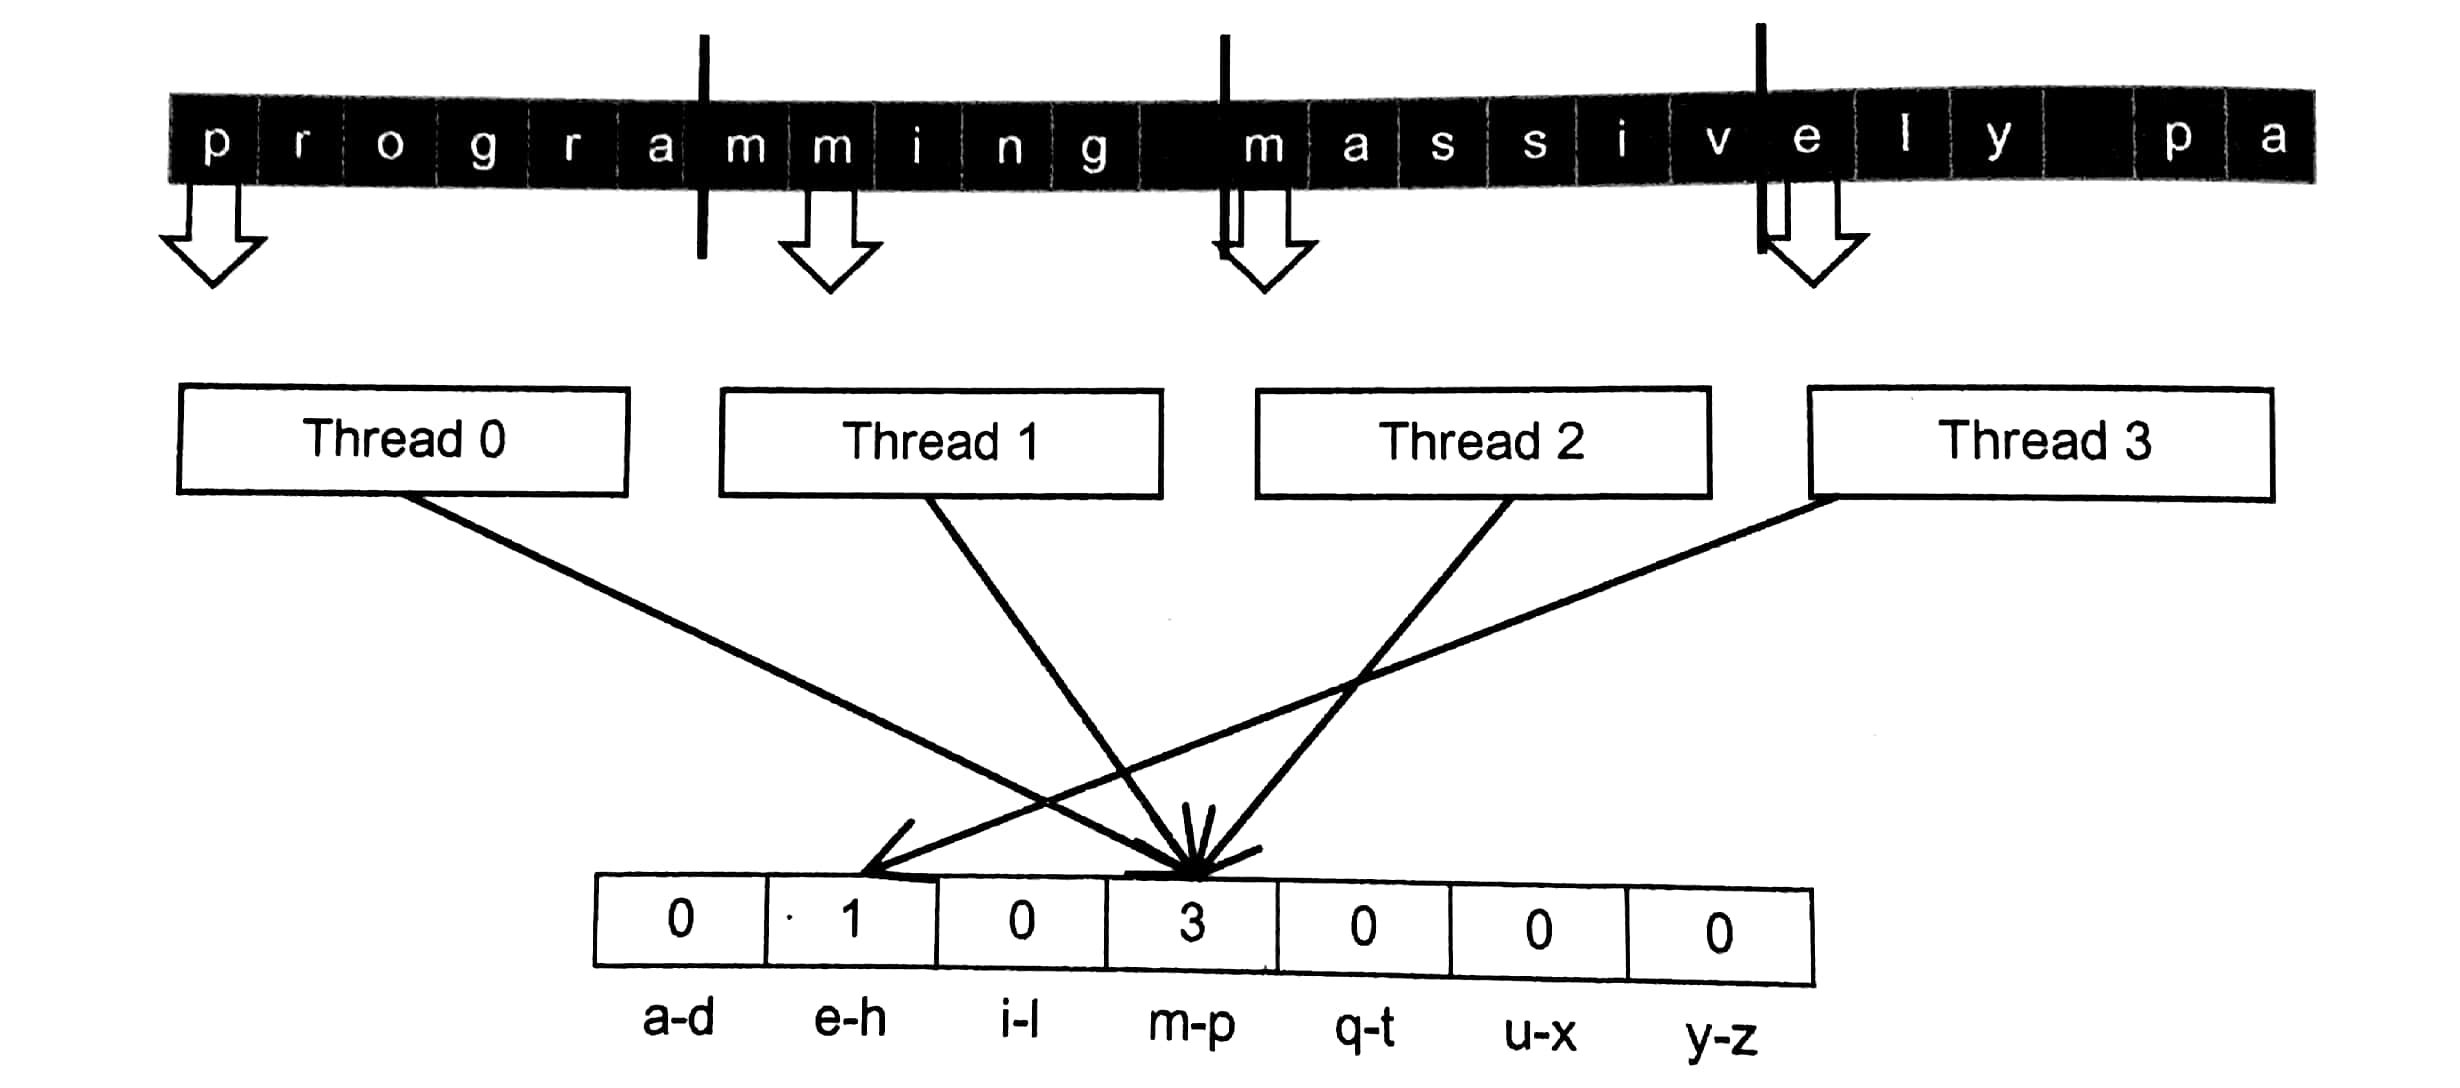 p r o g r a m m i n g m a s s i v e l y p a
Thread 0 Thread 1 Thread 2 Thread 3
0 1 0 3 0 0 0
a-d e-h i-l m-p q-t u-x y-z